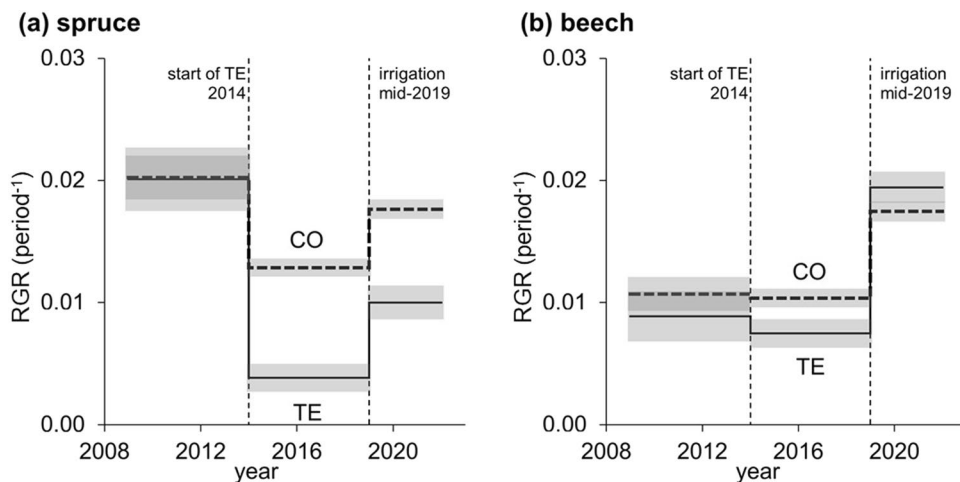 (a) spruce
0.03
0.02
0.01
0.00
RGR (period⁻¹)
start of TE
2014
irrigation
mid-2019
CO
TE
2008 2012 2016 2020
year
(b) beech
0.03
0.02
0.01
0.00
RGR (period⁻¹)
start of TE
2014
irrigation
mid-2019
CO
TE
2008 2012 2016 2020
year